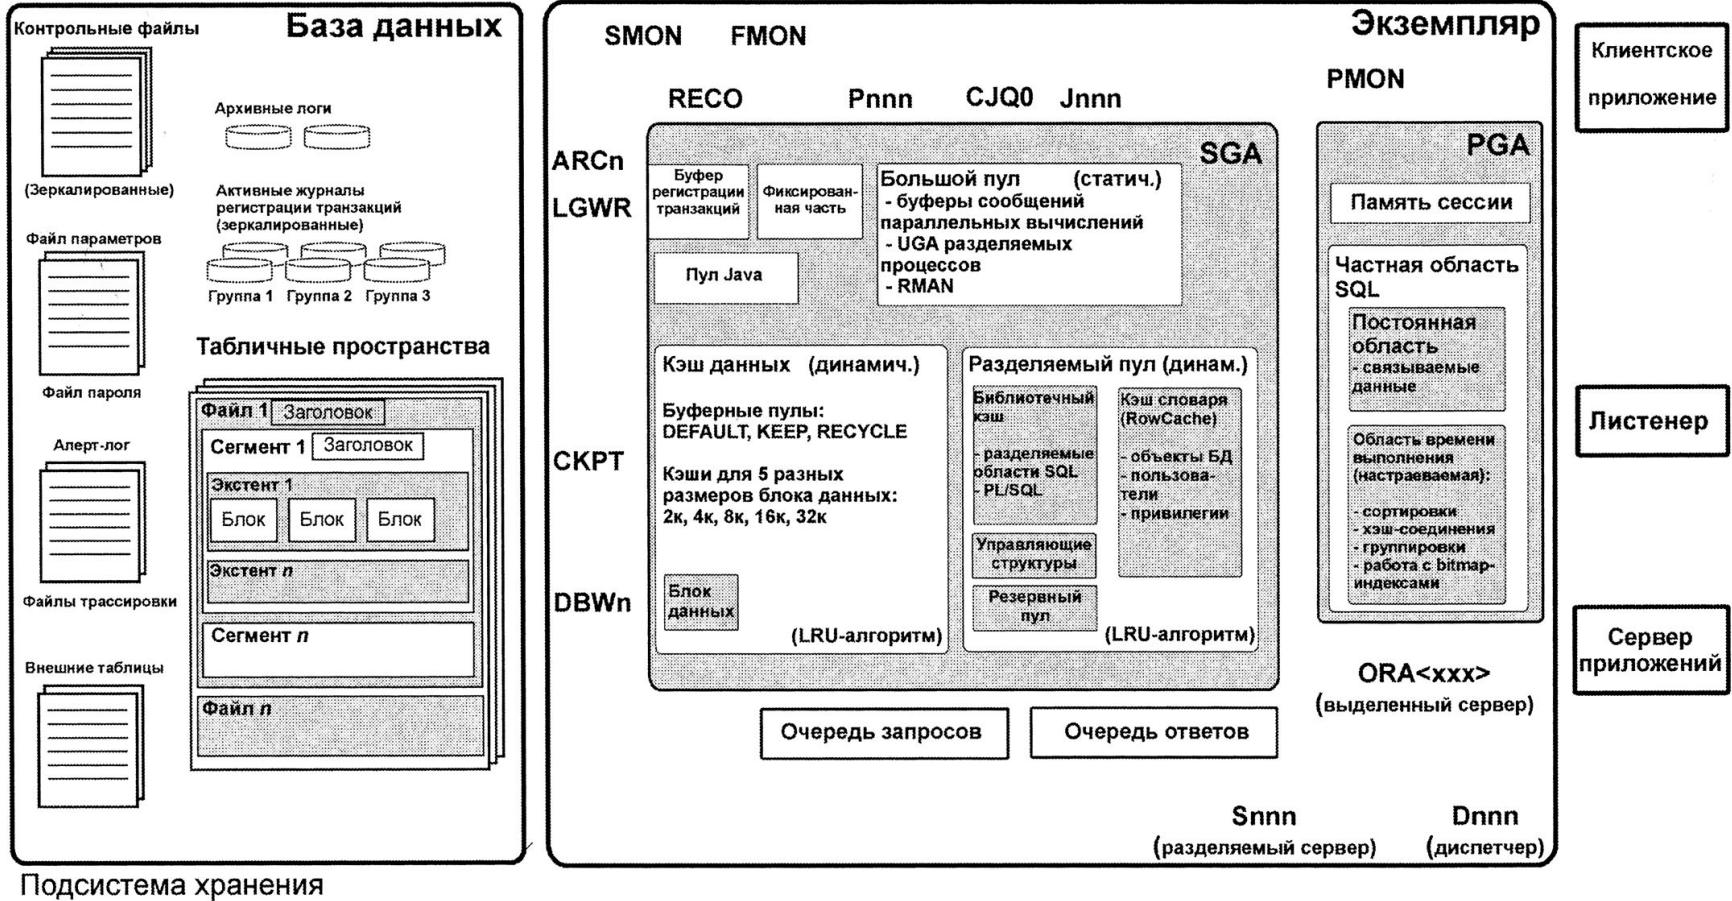 База данных
Контрольные файлы
(Зеркалированные)
Файл параметров
Файл пароля
Алерт-лог
Файлы трассировки
Внешние таблицы
Архивные логи
Активные журналы
регистрации транзакций
(зеркалированные)
Группа 1 Группа 2 Группа 3
Табличные пространства
Файл 1 Заголовок
Сегмент 1 Заголовок
Экстент 1
Блок Блок Блок
Экстент n
Сегмент n
Файл n
Подсистема хранения
Экземпляр
SMON FMON
PMON
RECO Pnnn CJQ0 Jnnn
ARCn
LGWR
CKPT
DBWn
SGA
Буфер
регистрации
транзакций
Фиксирован-
ная часть
Большой пул (статич.)
- буферы сообщений
параллельных вычислений
- UGA разделяемых
процессов
- RMAN
Пул Java
Кэш данных (динамич.)
Буферные пулы:
DEFAULT, KEEP, RECYCLE
Кэши для 5 разных
размеров блока данных:
2к, 4к, 8к, 16к, 32к
Блок
данных
(LRU-алгоритм)
Разделяемый пул (динам.)
Библиотечный
кэш
- разделяемые
области SQL
- PL/SQL
Кэш словаря
(RowCache)
- объекты БД
- пользова-
тели
- привилегии
Управляющие
структуры
Резервный
пул
(LRU-алгоритм)
PGA
Память сессии
Частная область
SQL
Постоянная
область
- связываемые
данные
Область времени
выполнения
(настраеваемая):
- сортировки
- хэш-соединения
- группировки
- работа с bitmap-
индексами
ORA<xxx>
(выделенный сервер)
Очередь запросов
Очередь ответов
Snnn
(разделяемый сервер)
Dnnn
(диспетчер)
Клиентское
приложение
Листенер
Сервер
приложений